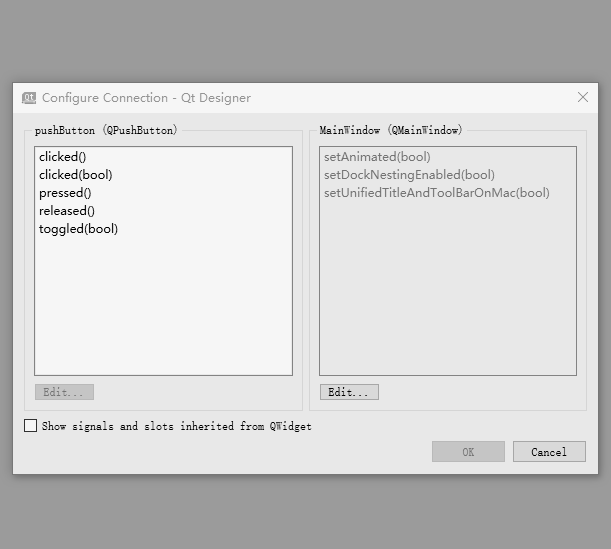 Qt Configure Connection - Qt Designer
pushButton (QPushButton)
clicked()
clicked(bool)
pressed()
released()
toggled(bool)
Edit...
MainWindow (QMainWindow)
setAnimated(bool)
setDockNestingEnabled(bool)
setUnifiedTitleAndToolBarOnMac(bool)
Edit...
Show signals and slots inherited from QWidget
OK
Cancel